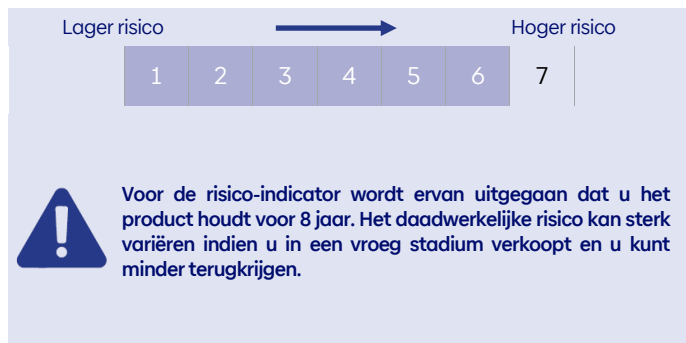 Lager risico Hoger risico
1 2 3 4 5 6 7
Voor de risico-indicator wordt ervan uitgegaan dat u het
product houdt voor 8 jaar. Het daadwerkelijke risico kan sterk
variëren indien u in een vroeg stadium verkoopt en u kunt
minder terugkrijgen.